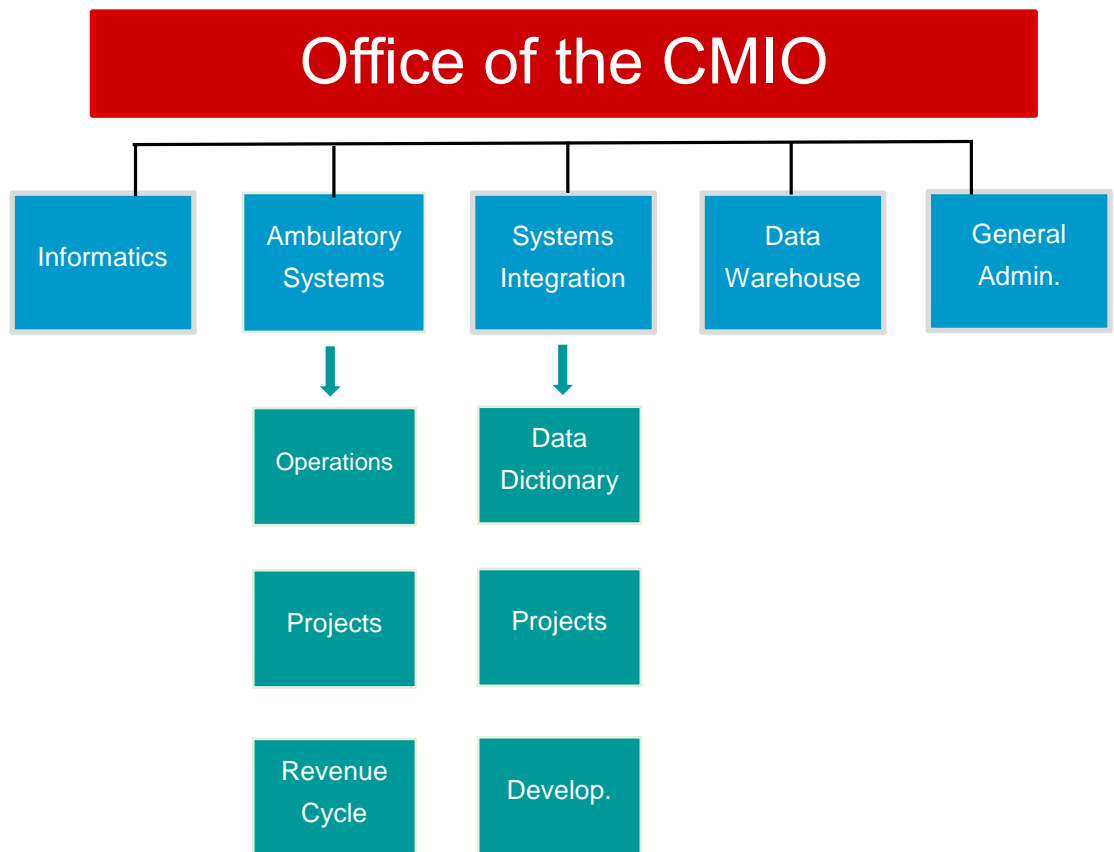 Office of the CMIO
Informatics
Ambulatory
Systems
Systems
Integration
Data
Warehouse
General
Admin.
Operations
Data
Dictionary
Projects
Projects
Revenue
Cycle
Develop.